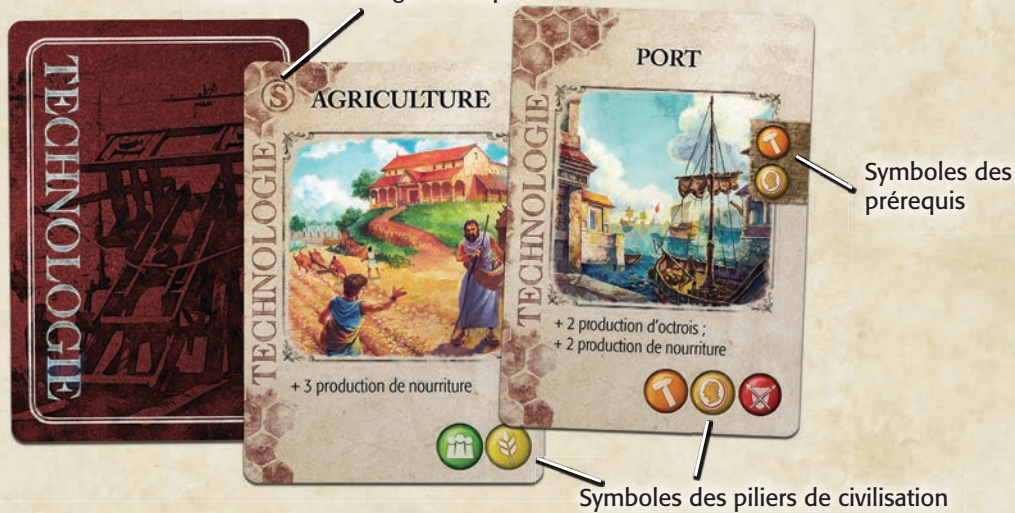 TECHNOLOGIE
S
AGRICULTURE
TECHNOLOGIE
+ 3 production de nourriture
PORT
TECHNOLOGIE
+ 2 production d'octrois ;
+ 2 production de nourriture
Symboles des
prérequis
Symboles des piliers de civilisation